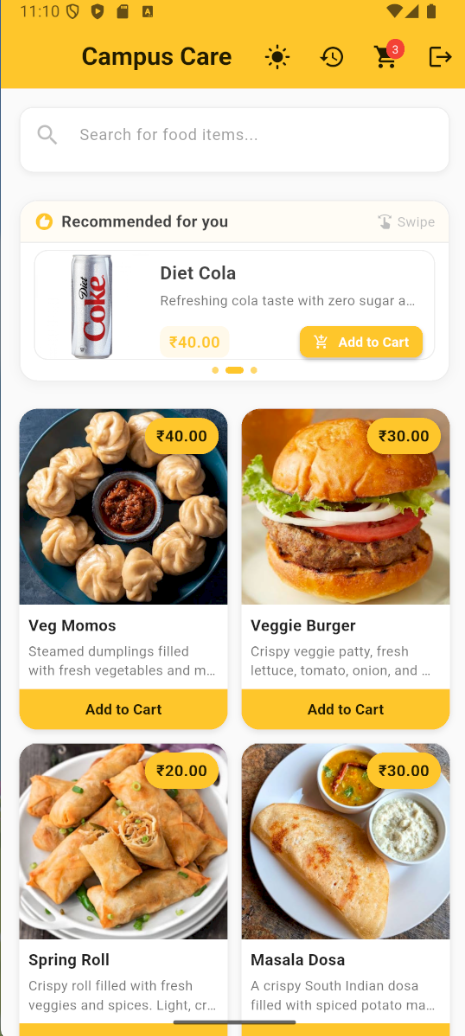 11:10
Campus Care
3
Search for food items...
Recommended for you
Swipe
Diet Coke
Diet Cola
Refreshing cola taste with zero sugar a...
₹40.00
Add to Cart
₹40.00
₹30.00
Veg Momos
Veggie Burger
Steamed dumplings filled
with fresh vegetables and m...
Crispy veggie patty, fresh
lettuce, tomato, onion, and ...
Add to Cart
Add to Cart
₹20.00
₹30.00
Spring Roll
Masala Dosa
Crispy roll filled with fresh
veggies and spices. Light, cr...
A crispy South Indian dosa
filled with spiced potato ma...